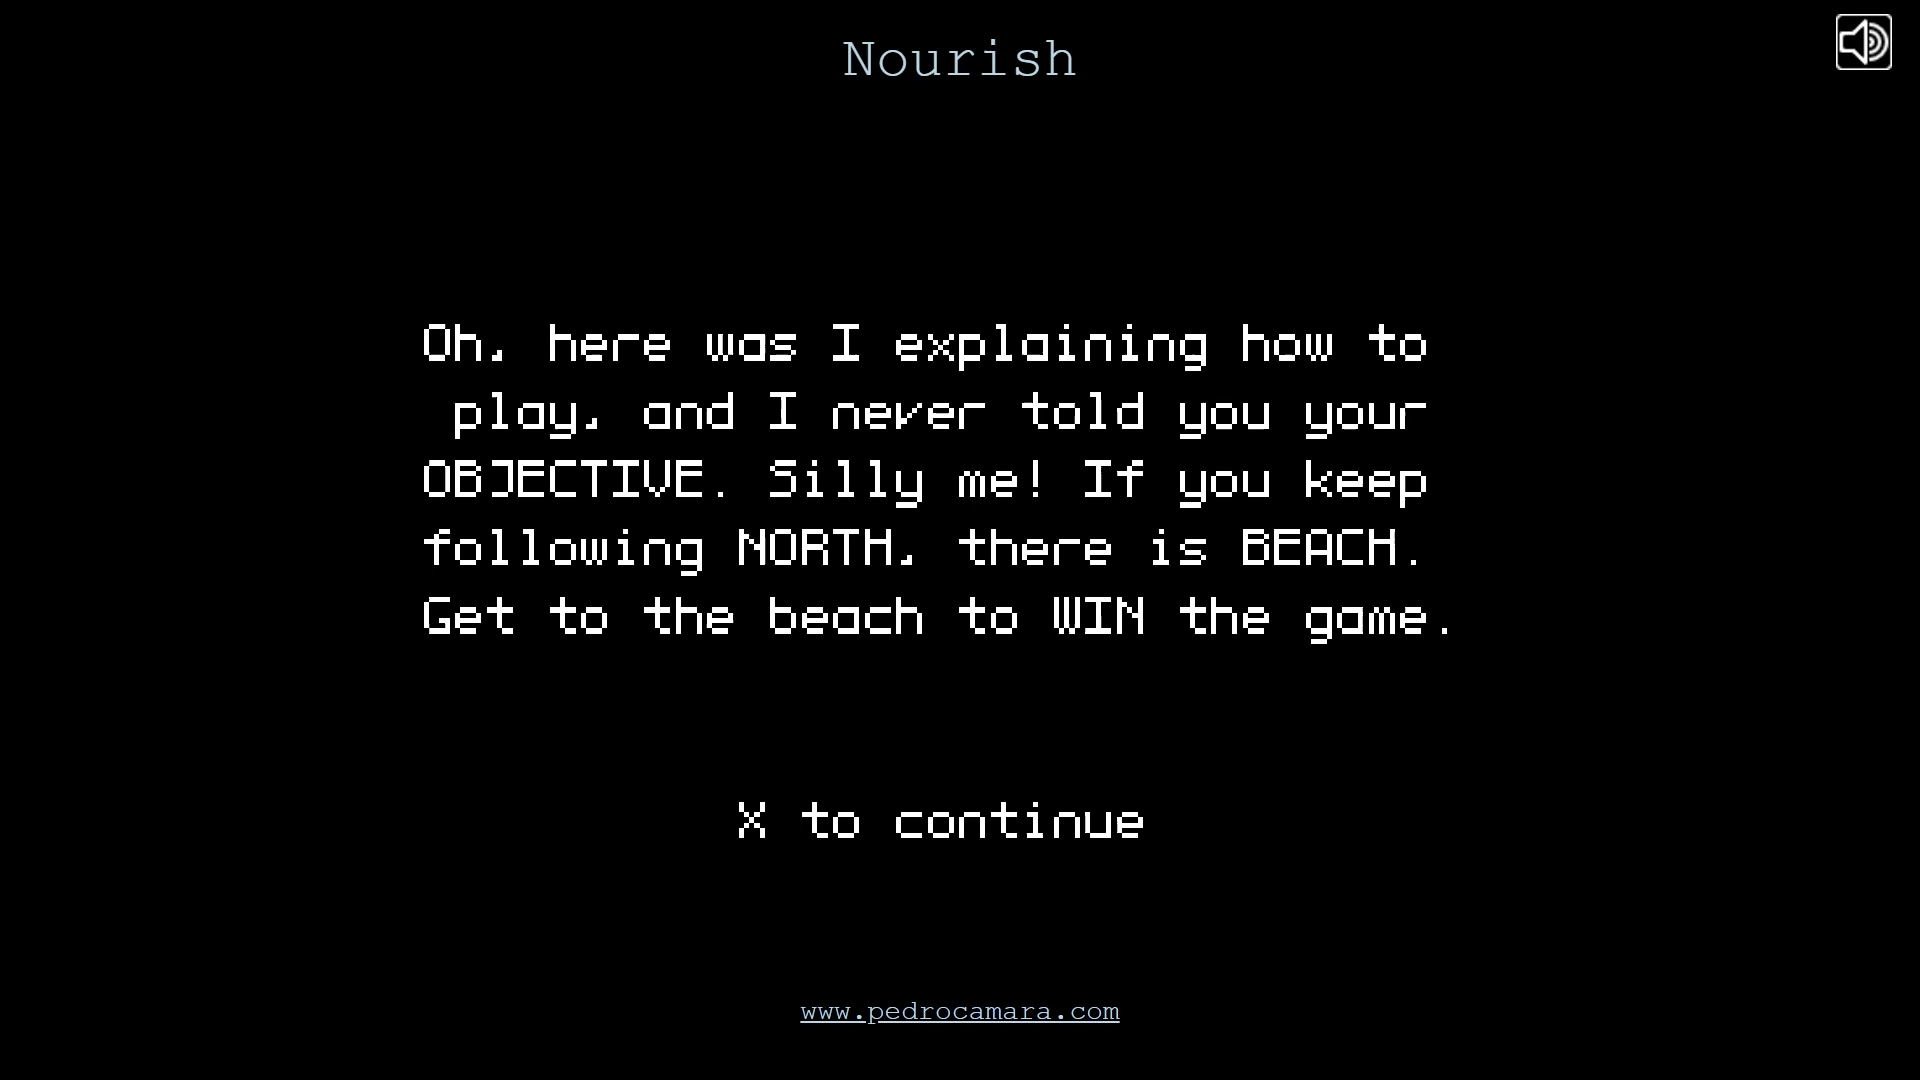 Nourish
Oh, here was I explaining how to
play, and I never told you your
OBJECTIVE. Silly me! If you keep
following NORTH, there is BEACH.
Get to the beach to WIN the game.
X to continue
www.pedrocamara.com